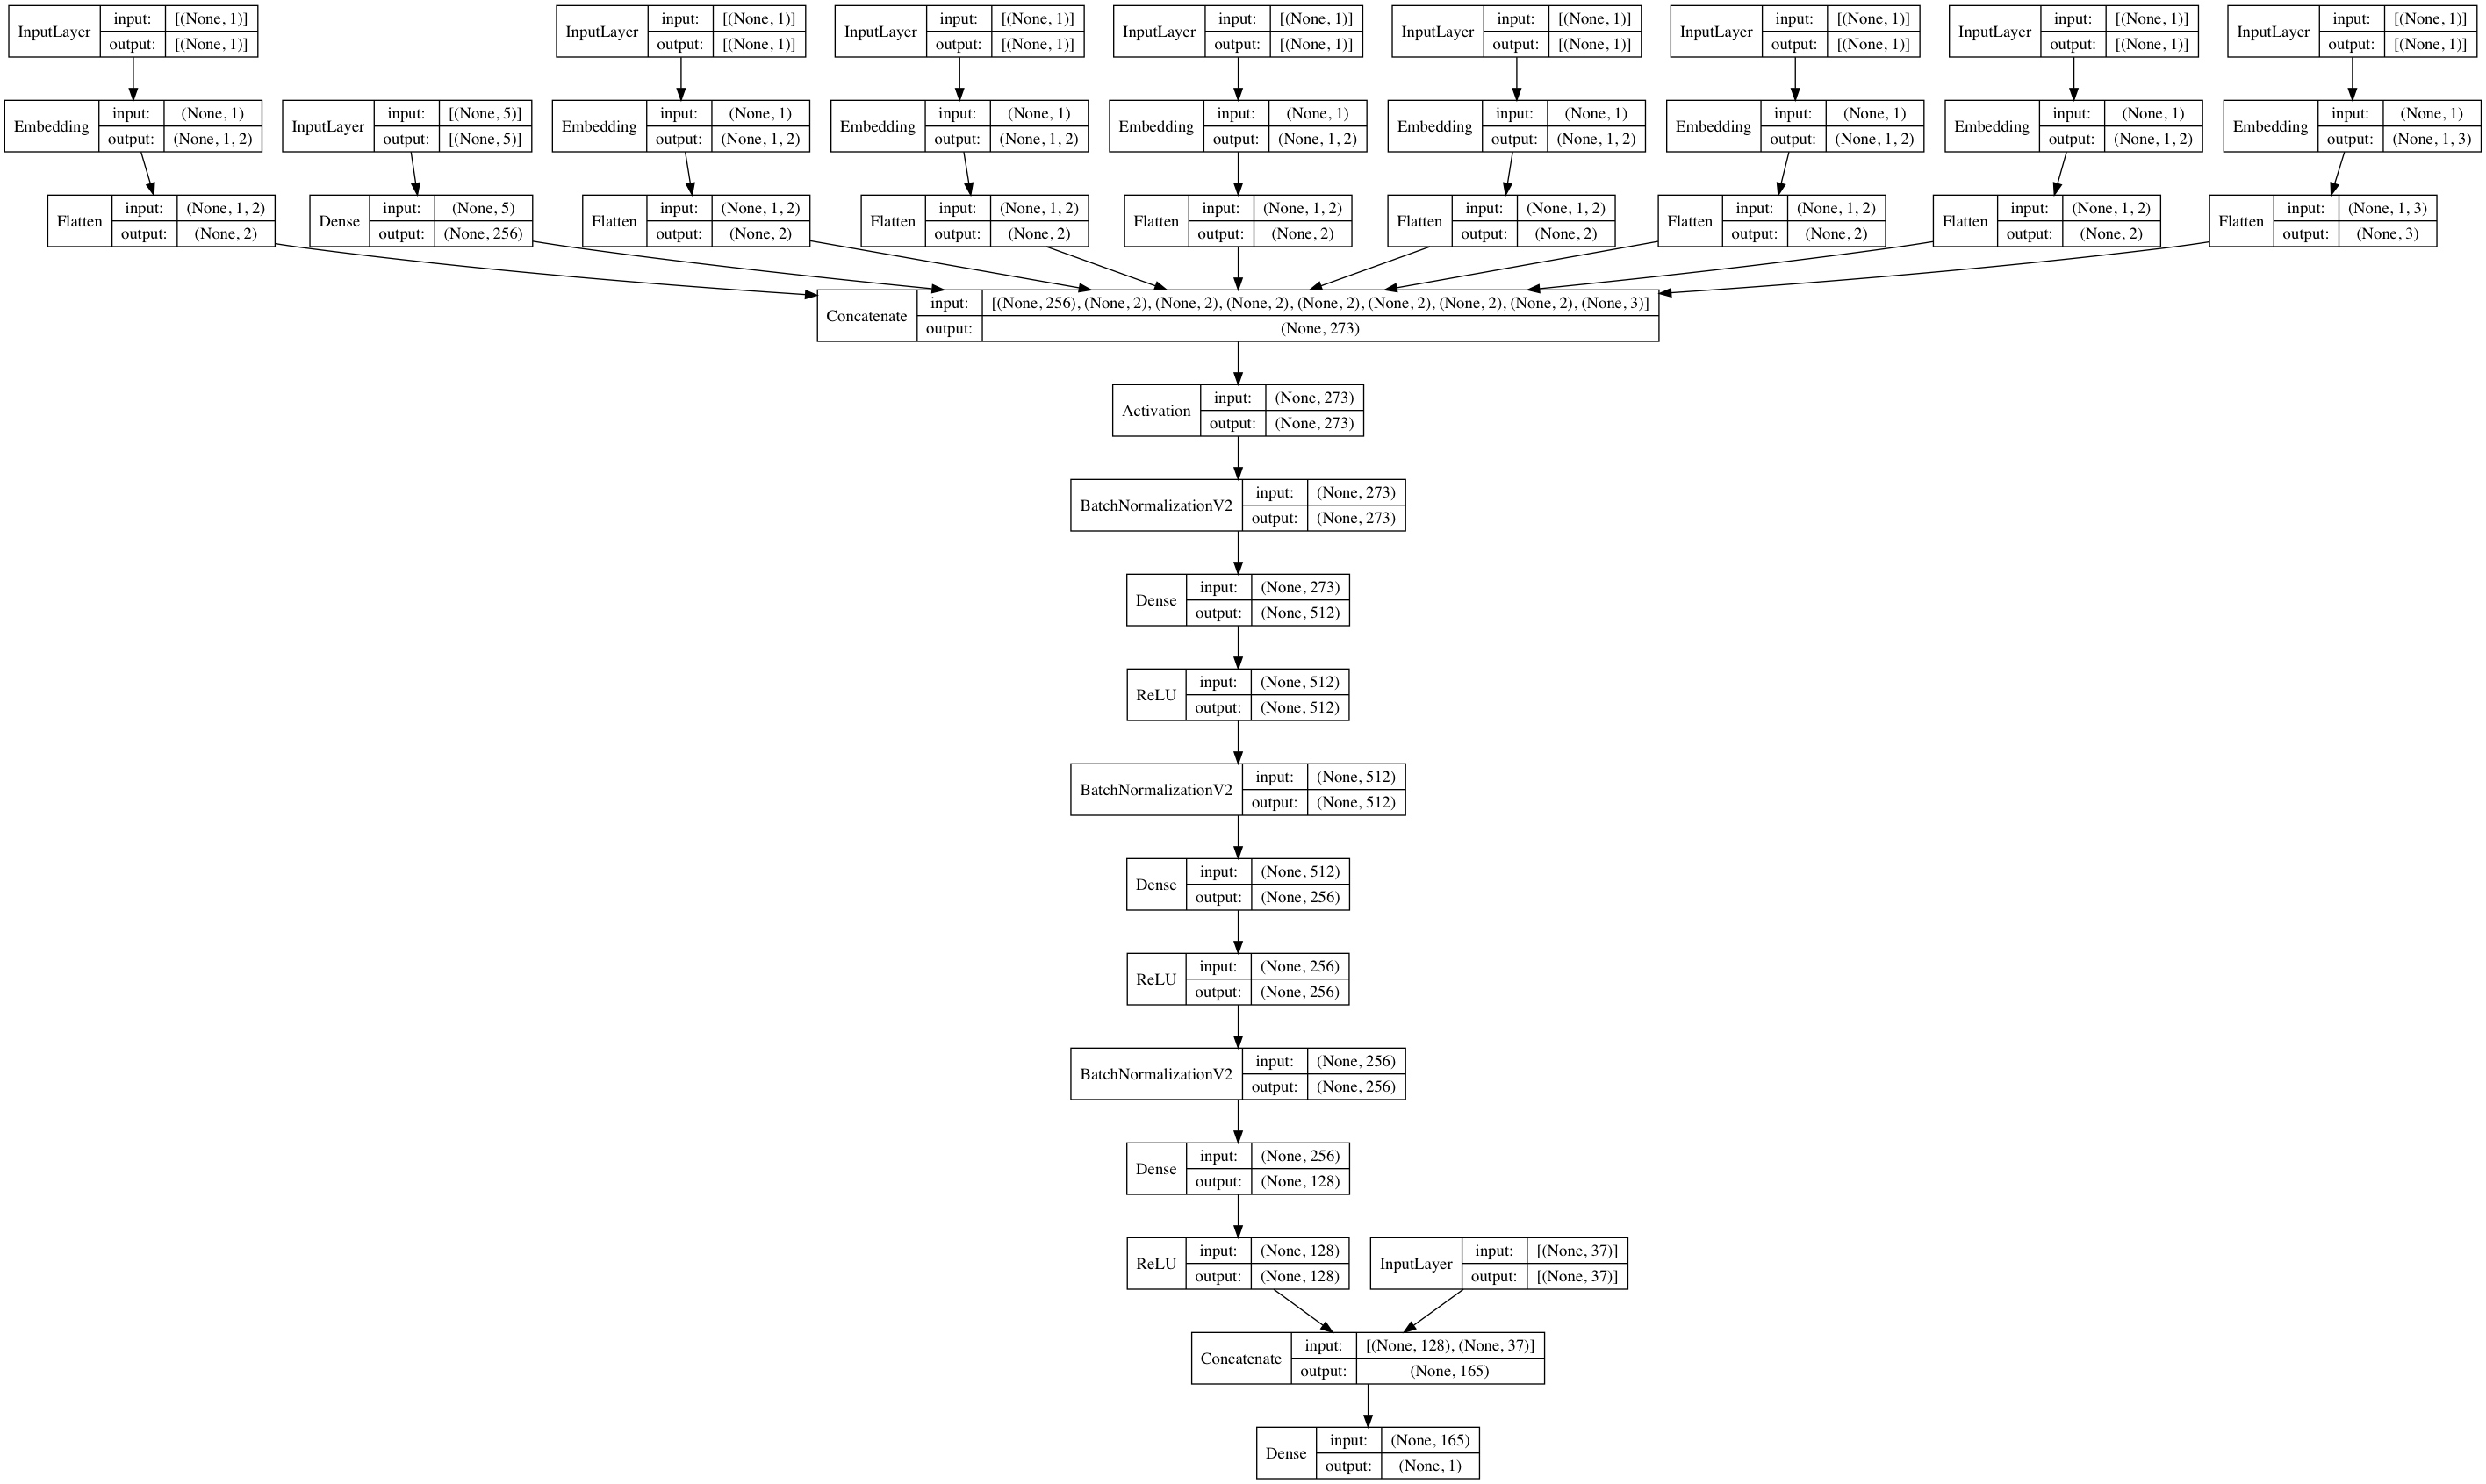 InputLayer input: [(None, 1)]
output: [(None, 1)]
InputLayer input: [(None, 1)]
output: [(None, 1)]
InputLayer input: [(None, 1)]
output: [(None, 1)]
InputLayer input: [(None, 1)]
output: [(None, 1)]
InputLayer input: [(None, 1)]
output: [(None, 1)]
InputLayer input: [(None, 1)]
output: [(None, 1)]
InputLayer input: [(None, 1)]
output: [(None, 1)]
InputLayer input: [(None, 1)]
output: [(None, 1)]
Embedding input: (None, 1)
output: (None, 1, 2)
InputLayer input: [(None, 5)]
output: [(None, 5)]
Embedding input: (None, 1)
output: (None, 1, 2)
Embedding input: (None, 1)
output: (None, 1, 2)
Embedding input: (None, 1)
output: (None, 1, 2)
Embedding input: (None, 1)
output: (None, 1, 2)
Embedding input: (None, 1)
output: (None, 1, 2)
Embedding input: (None, 1)
output: (None, 1, 2)
Embedding input: (None, 1)
output: (None, 1, 3)
Flatten input: (None, 1, 2)
output: (None, 2)
Dense input: (None, 5)
output: (None, 256)
Flatten input: (None, 1, 2)
output: (None, 2)
Flatten input: (None, 1, 2)
output: (None, 2)
Flatten input: (None, 1, 2)
output: (None, 2)
Flatten input: (None, 1, 2)
output: (None, 2)
Flatten input: (None, 1, 2)
output: (None, 2)
Flatten input: (None, 1, 2)
output: (None, 2)
Flatten input: (None, 1, 3)
output: (None, 3)
Concatenate input: [(None, 256), (None, 2), (None, 2), (None, 2), (None, 2), (None, 2), (None, 2), (None, 2), (None, 3)]
output: (None, 273)
Activation input: (None, 273)
output: (None, 273)
BatchNormalizationV2 input: (None, 273)
output: (None, 273)
Dense input: (None, 273)
output: (None, 512)
ReLU input: (None, 512)
output: (None, 512)
BatchNormalizationV2 input: (None, 512)
output: (None, 512)
Dense input: (None, 512)
output: (None, 256)
ReLU input: (None, 256)
output: (None, 256)
BatchNormalizationV2 input: (None, 256)
output: (None, 256)
Dense input: (None, 256)
output: (None, 128)
ReLU input: (None, 128)
output: (None, 128)
InputLayer input: [(None, 37)]
output: [(None, 37)]
Concatenate input: [(None, 128), (None, 37)]
output: (None, 165)
Dense input: (None, 165)
output: (None, 1)